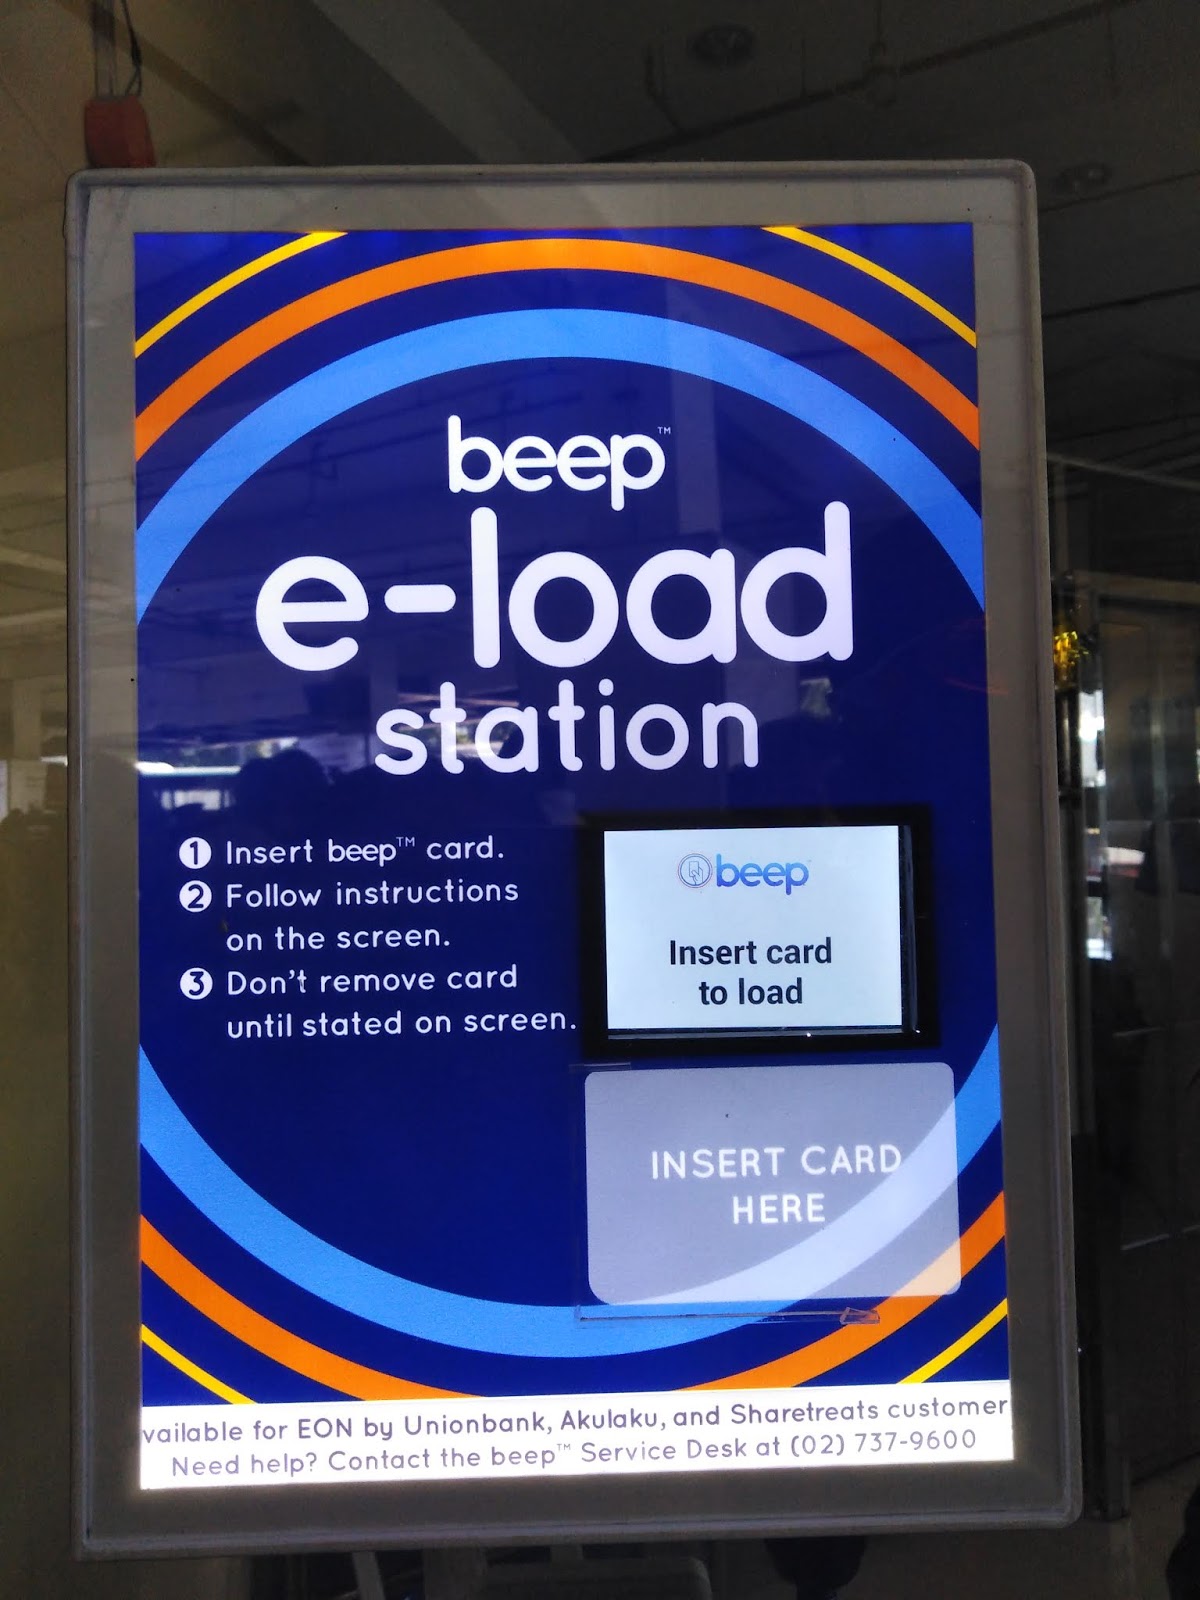 beep™
e-load
station
1 Insert beep™ card.
2 Follow instructions
on the screen.
3 Don't remove card
until stated on screen.
beep
Insert card
to load
INSERT CARD
HERE
vailable for EON by Unionbank, Akulaku, and Sharetreats customer
Need help? Contact the beep™ Service Desk at (02) 737-9600